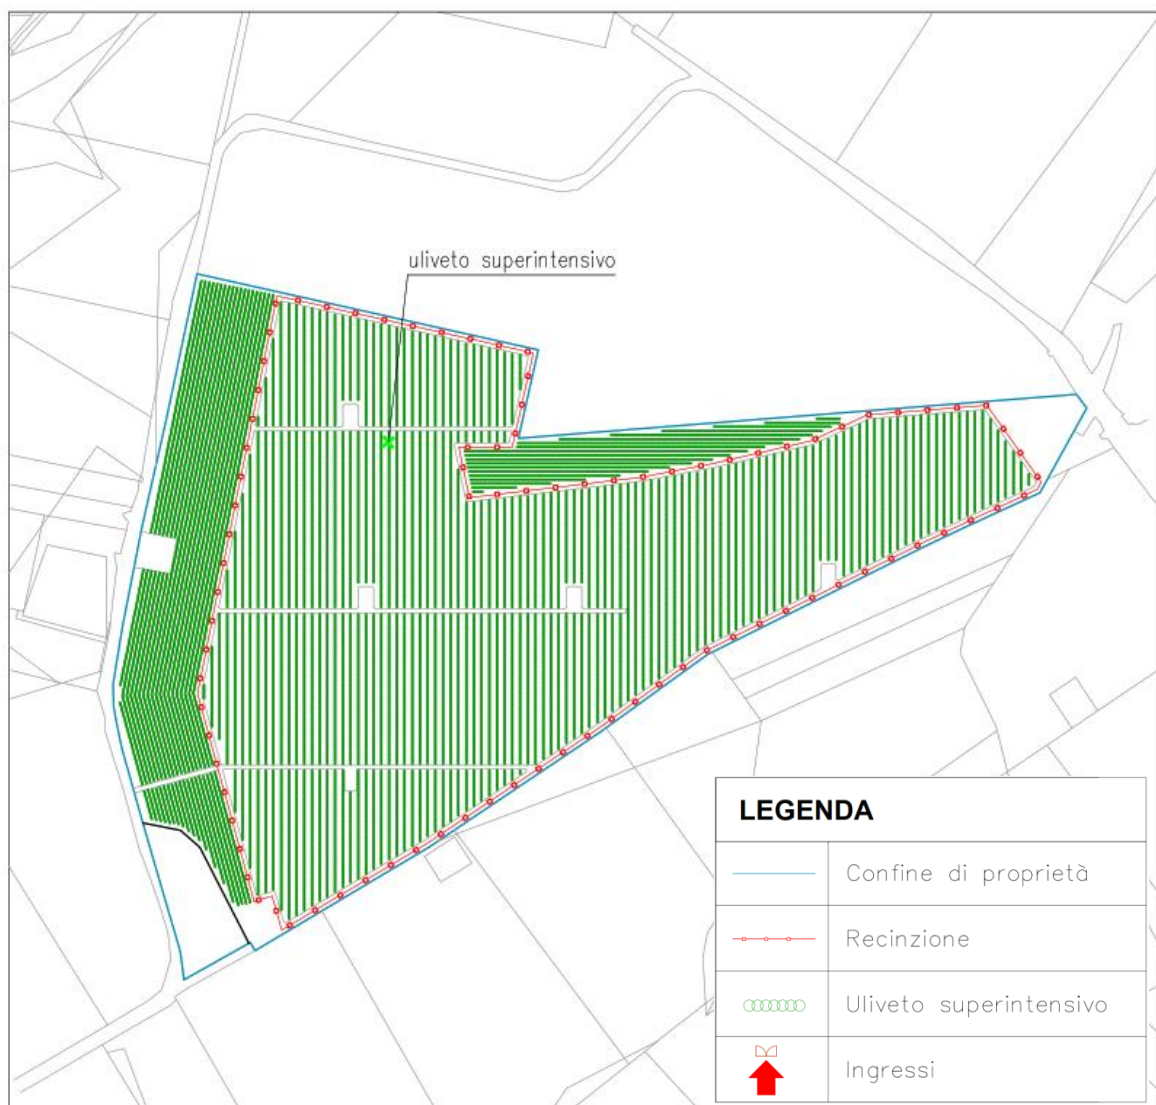 uliveto superintensivo
LEGENDA
Confine di proprietà
Recinzione
Uliveto superintensivo
Ingressi